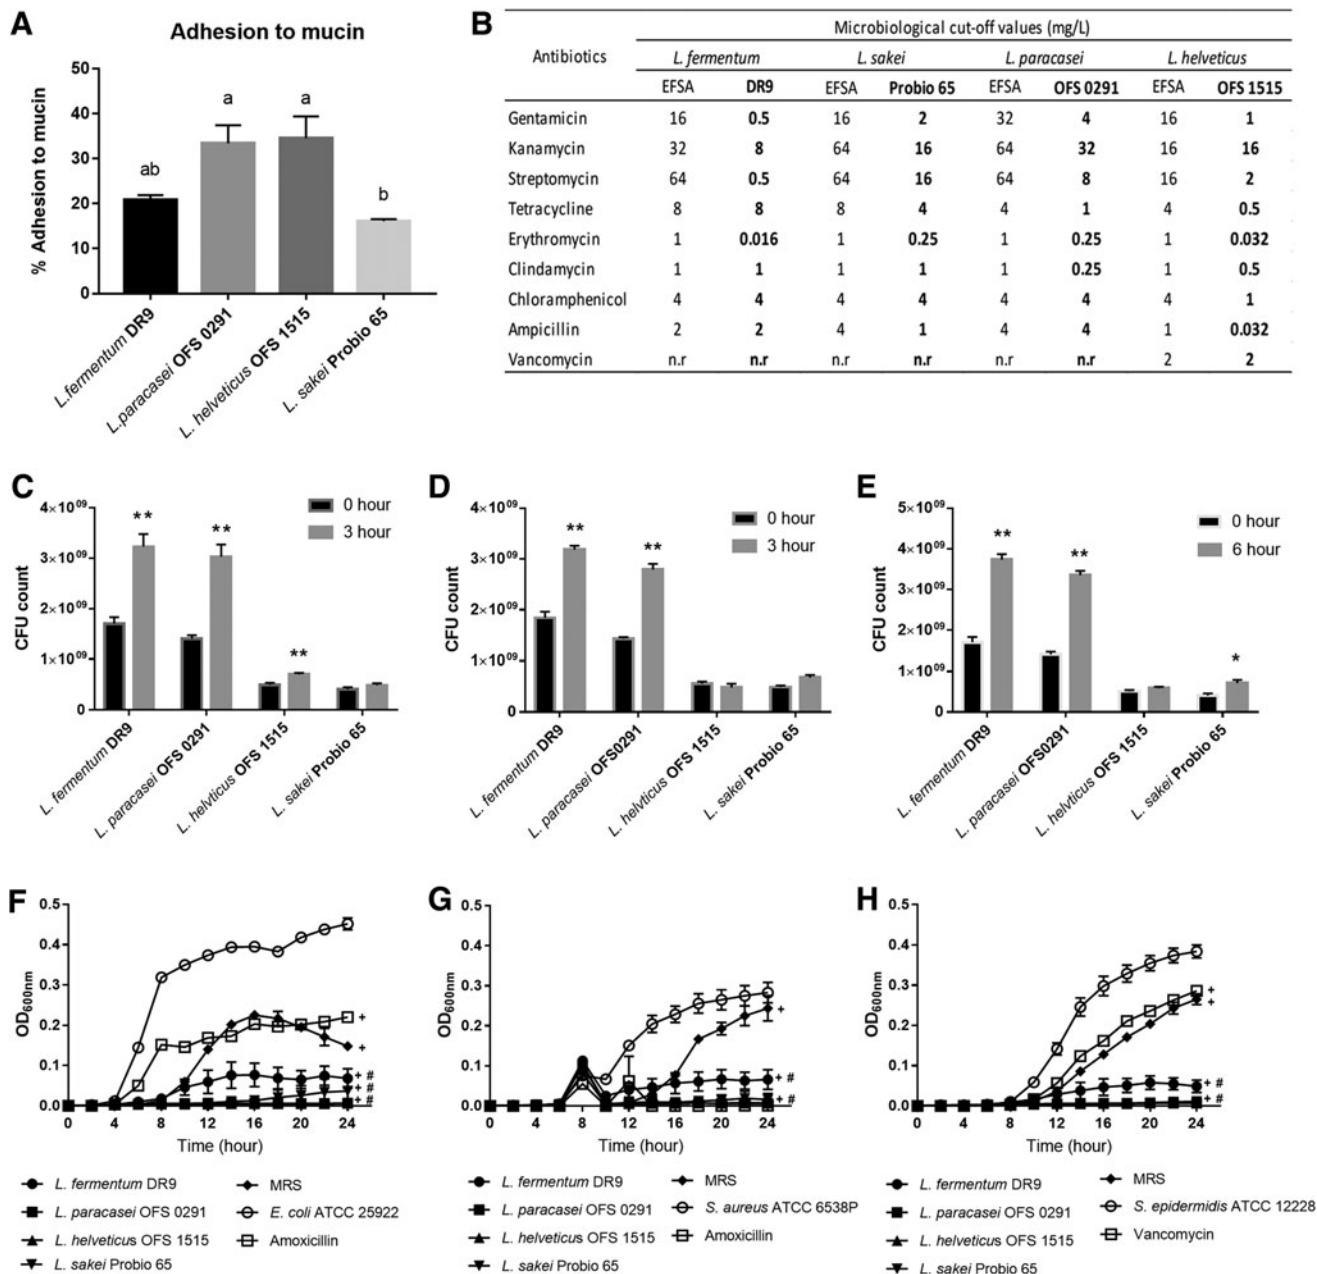 A
Adhesion to mucin
% Adhesion to mucin
50
40
30
20
10
0
ab
a
a
b
L.fermentum DR9
L.paracasei OFS 0291
L. helveticus OFS 1515
L. sakei Probio 65
B
Microbiological cut-off values (mg/L)
Antibiotics L. fermentum L. sakei L. paracasei L. helveticus
EFSA DR9 EFSA Probio 65 EFSA OFS 0291 EFSA OFS 1515
Gentamicin 16 0.5 16 2 32 4 16 1
Kanamycin 32 8 64 16 64 32 16 16
Streptomycin 64 0.5 64 16 64 8 16 2
Tetracycline 8 8 8 4 4 1 4 0.5
Erythromycin 1 0.016 1 0.25 1 0.25 1 0.032
Clindamycin 1 1 1 1 1 0.25 1 0.5
Chloramphenicol 4 4 4 4 4 4 4 1
Ampicillin 2 2 4 1 4 4 1 0.032
Vancomycin n.r n.r n.r n.r n.r n.r 2 2
C
CFU count
4×10⁰⁹
3×10⁰⁹
2×10⁰⁹
1×10⁰⁹
0
** ** **
0 hour
3 hour
L. fermentum DR9
L. paracasei OFS 0291
L. helvticus OFS 1515
L. sakei Probio 65
D
CFU count
4×10⁰⁹
3×10⁰⁹
2×10⁰⁹
1×10⁰⁹
0
** **
0 hour
3 hour
L. fermentum DR9
L. paracasei OFS0291
L. helvticus OFS 1515
L. sakei Probio 65
E
CFU count
5×10⁰⁹
4×10⁰⁹
3×10⁰⁹
2×10⁰⁹
1×10⁰⁹
0
** ** *
0 hour
6 hour
L. fermentum DR9
L. paracasei OFS0291
L. helvticus OFS 1515
L. sakei Probio 65
F
OD600nm
0.5
0.4
0.3
0.2
0.1
0.0
+
+
+ #
+ #
+ #
0 4 8 12 16 20 24
Time (hour)
L. fermentum DR9
L. paracasei OFS 0291
L. helveticus OFS 1515
L. sakei Probio 65
MRS
E. coli ATCC 25922
Amoxicillin
G
OD600nm
0.5
0.4
0.3
0.2
0.1
0.0
+
+ #
+ #
0 4 8 12 16 20 24
Time (hour)
L. fermentum DR9
L. paracasei OFS 0291
L. helveticus OFS 1515
L. sakei Probio 65
MRS
S. aureus ATCC 6538P
Amoxicillin
H
OD600nm
0.5
0.4
0.3
0.2
0.1
0.0
+
+
+ #
+ #
0 4 8 12 16 20 24
Time (hour)
L. fermentum DR9
L. paracasei OFS 0291
L. helveticus OFS 1515
L. sakei Probio 65
MRS
S. epidermidis ATCC 12228
Vancomycin